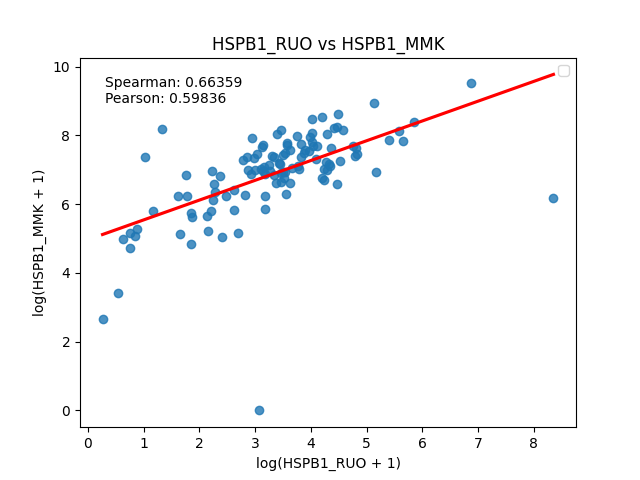 HSPB1_RUO vs HSPB1_MMK
Spearman: 0.66359
Pearson: 0.59836
10
8
6
4
2
0
log(HSPB1_MMK + 1)
0 1 2 3 4 5 6 7 8
log(HSPB1_RUO + 1)